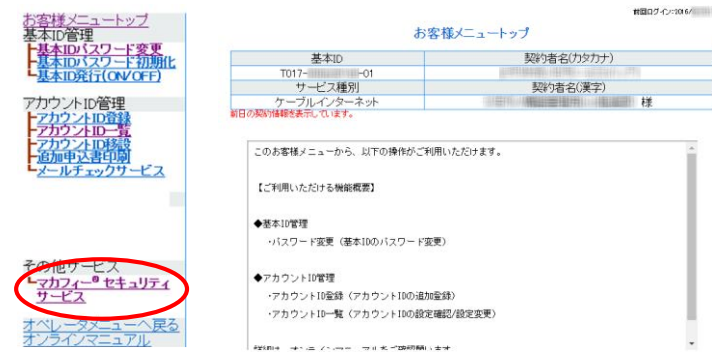 お客様メニュートップ
基本ID管理
基本IDパスワード変更
基本IDパスワード初期化
基本ID発行(ON/OFF)
アカウントID管理
アカウントID登録
アカウントID一覧
アカウントID移設
追加申込書印刷
メールチェックサービス
その他サービス
マカフィー® セキュリティ
サービス
オペレータメニューへ戻る
オンラインマニュアル
前回ログイン:2016/
お客様メニュートップ
基本ID 契約者名(カタカナ)
T017- -01
サービス種別 契約者名(漢字)
ケーブルインターネット 様
前日の契約情報を表示しています。
このお客様メニューから、以下の操作がご利用いただけます。
【ご利用いただける機能概要】
◆基本ID管理
・パスワード変更（基本IDのパスワード変更）
◆アカウントID管理
・アカウントID登録（アカウントIDの追加登録）
・アカウントID一覧（アカウントIDの設定確認/設定変更）